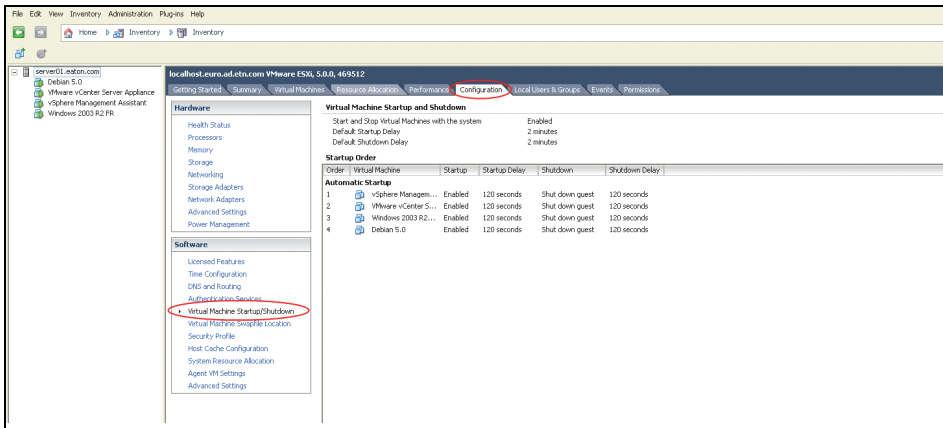 File Edit View Inventory Administration Plug-ins Help
Home Inventory Inventory
server01.eaton.com
Debian 5.0
VMware vCenter Server Appliance
vSphere Management Assistant
Windows 2003 R2 FR
localhost.euro.ad.etn.com VMware ESXi, 5.0.0, 469512
Getting Started Summary Virtual Machines Resource Allocation Performance Configuration Local Users & Groups Events Permissions
Hardware
Health Status
Processors
Memory
Storage
Networking
Storage Adapters
Network Adapters
Advanced Settings
Power Management
Software
Licensed Features
Time Configuration
DNS and Routing
Authentication Services
Virtual Machine Startup/Shutdown
Virtual Machine Swapfile Location
Security Profile
Host Cache Configuration
System Resource Allocation
Agent VM Settings
Advanced Settings
Virtual Machine Startup and Shutdown
Start and Stop Virtual Machines with the system Enabled
Default Startup Delay 2 minutes
Default Shutdown Delay 2 minutes
Startup Order
Order Virtual Machine Startup Startup Delay Shutdown Shutdown Delay
Automatic Startup
1 vSphere Managem... Enabled 120 seconds Shut down guest 120 seconds
2 VMware vCenter S... Enabled 120 seconds Shut down guest 120 seconds
3 Windows 2003 R2... Enabled 120 seconds Shut down guest 120 seconds
4 Debian 5.0 Enabled 120 seconds Shut down guest 120 seconds